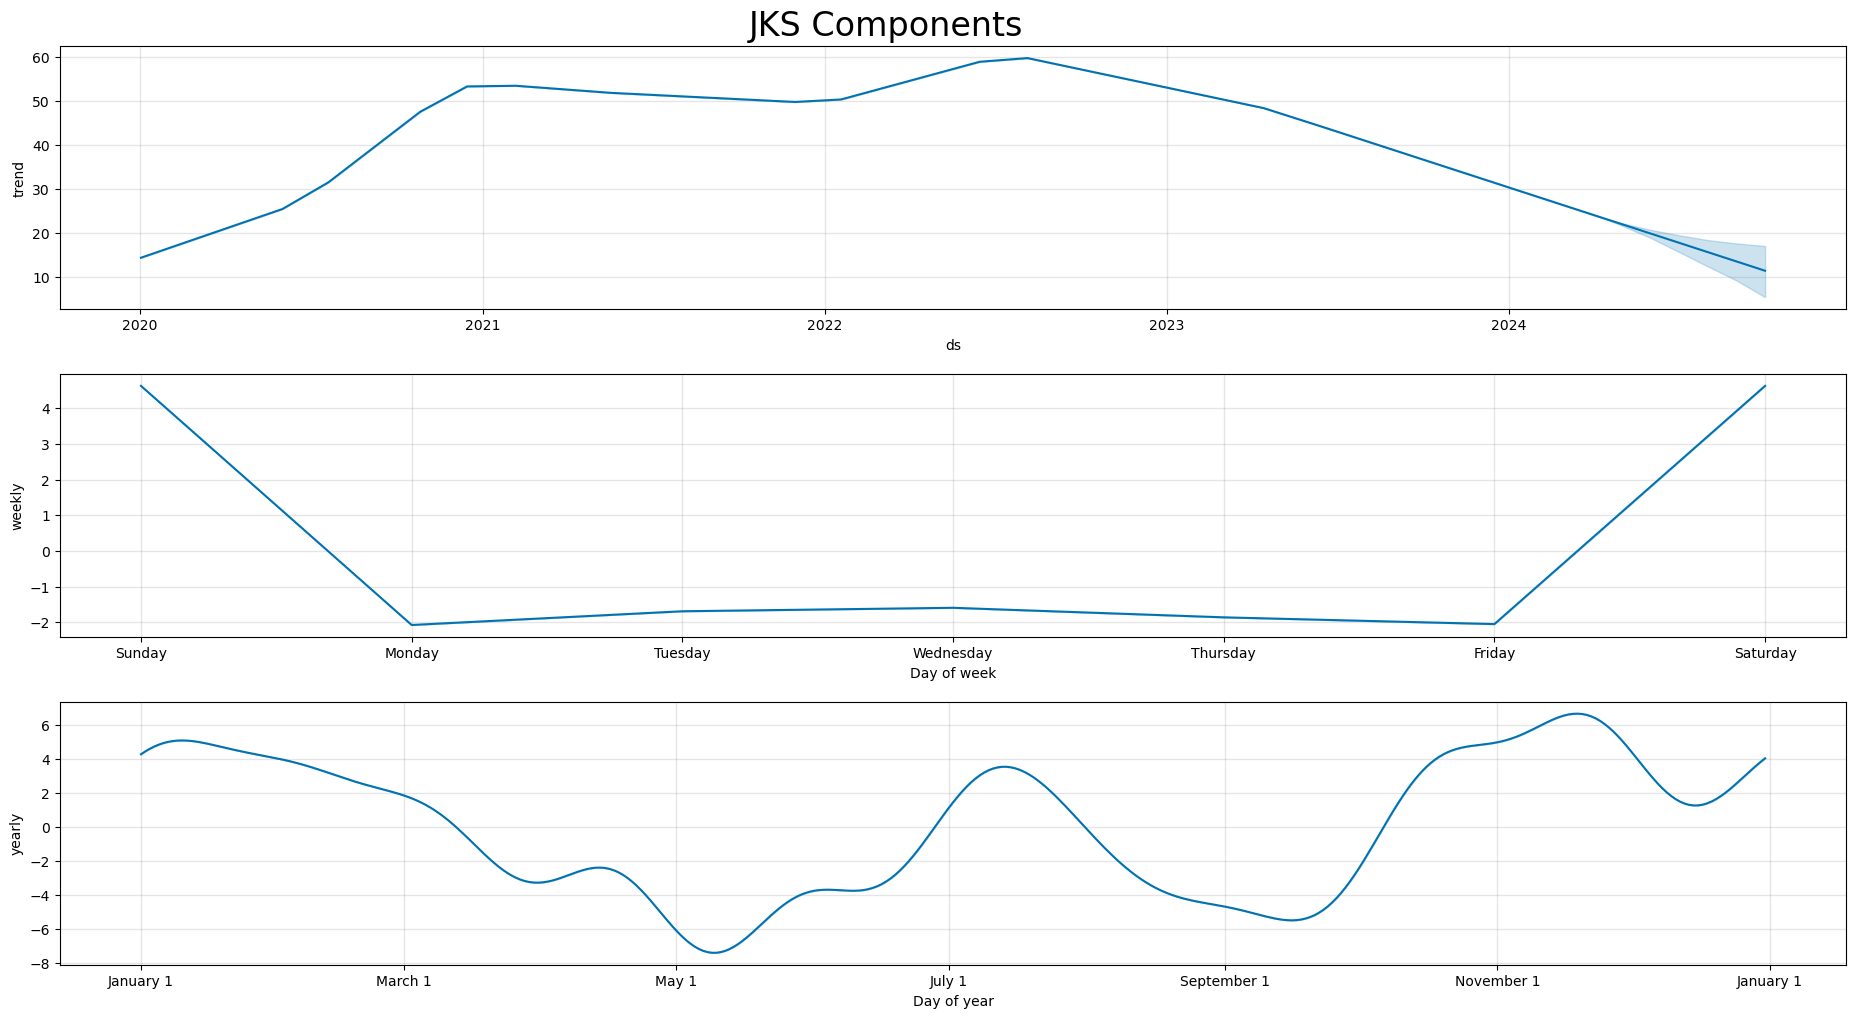 JKS Components
60
50
40
30
20
10
trend
2020 2021 2022 2023 2024
ds
4
3
2
1
0
−1
−2
weekly
Sunday Monday Tuesday Wednesday Thursday Friday Saturday
Day of week
6
4
2
0
−2
−4
−6
−8
yearly
January 1 March 1 May 1 July 1 September 1 November 1 January 1
Day of year